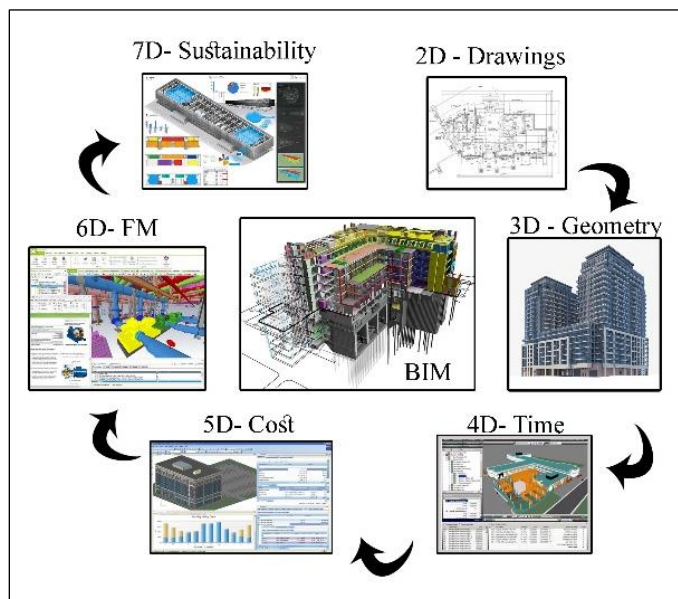 7D- Sustainability
2D - Drawings
6D- FM
3D - Geometry
BIM
5D- Cost
4D- Time